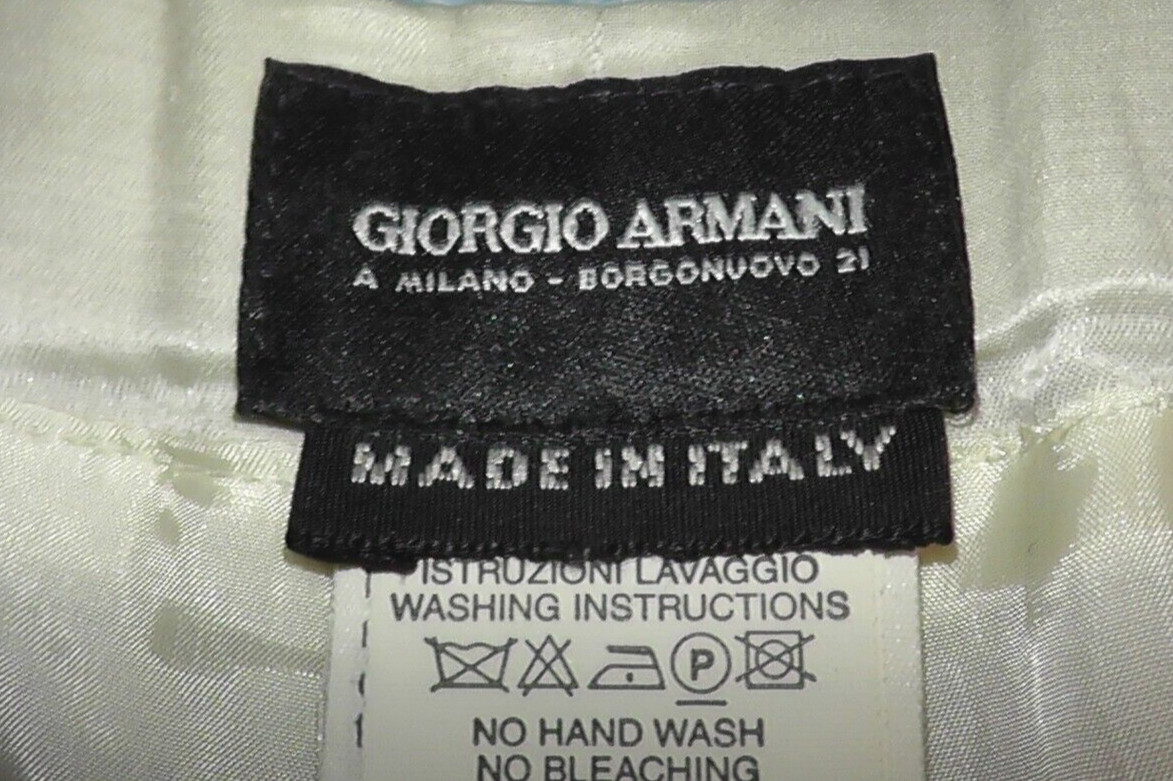 GIORGIO ARMANI
A MILANO - BORGONUOVO 21
MADE IN ITALY
ISTRUZIONI LAVAGGIO
WASHING INSTRUCTIONS
P
NO HAND WASH
NO BLEACHING